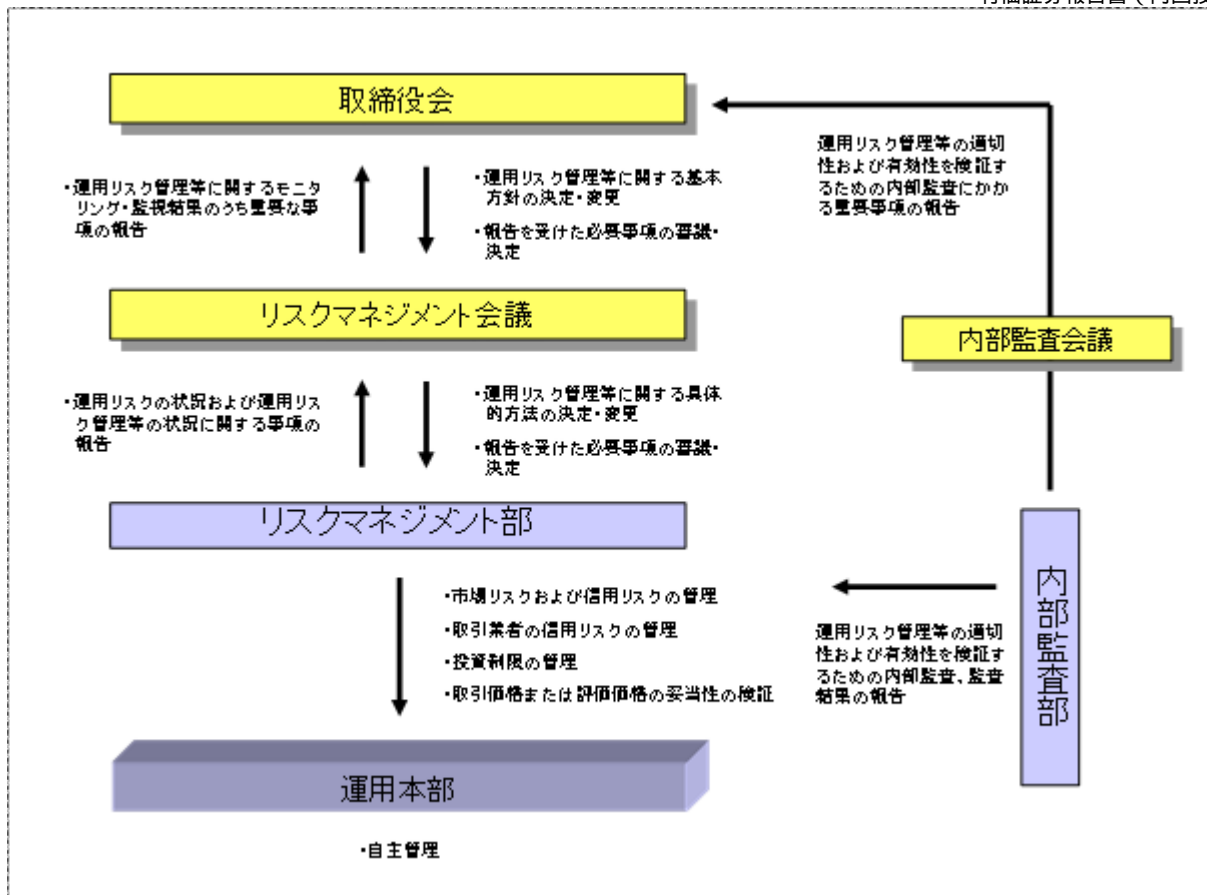 取締役会
運用リスク管理等の適切
性および有効性を検証す
るための内部監査にかか
る重要事項の報告
・運用リスク管理等に関するモニタ
リング・監視結果のうち重要な事
項の報告
・運用リスク管理等に関する基本
方針の決定・変更
・報告を受けた必要事項の審議・
決定
リスクマネジメント会議
内部監査会議
・運用リスクの状況および運用リス
ク管理等の状況に関する事項の
報告
・運用リスク管理等に関する具体
的方法の決定・変更
・報告を受けた必要事項の審議・
決定
リスクマネジメント部
内部監査部
・市場リスクおよび信用リスクの管理
・取引業者の信用リスクの管理
・投資制限の管理
・取引価格または評価価格の妥当性の検証
運用リスク管理等の適切
性および有効性を検証す
るための内部監査、監査
結果の報告
運用本部
・自主管理